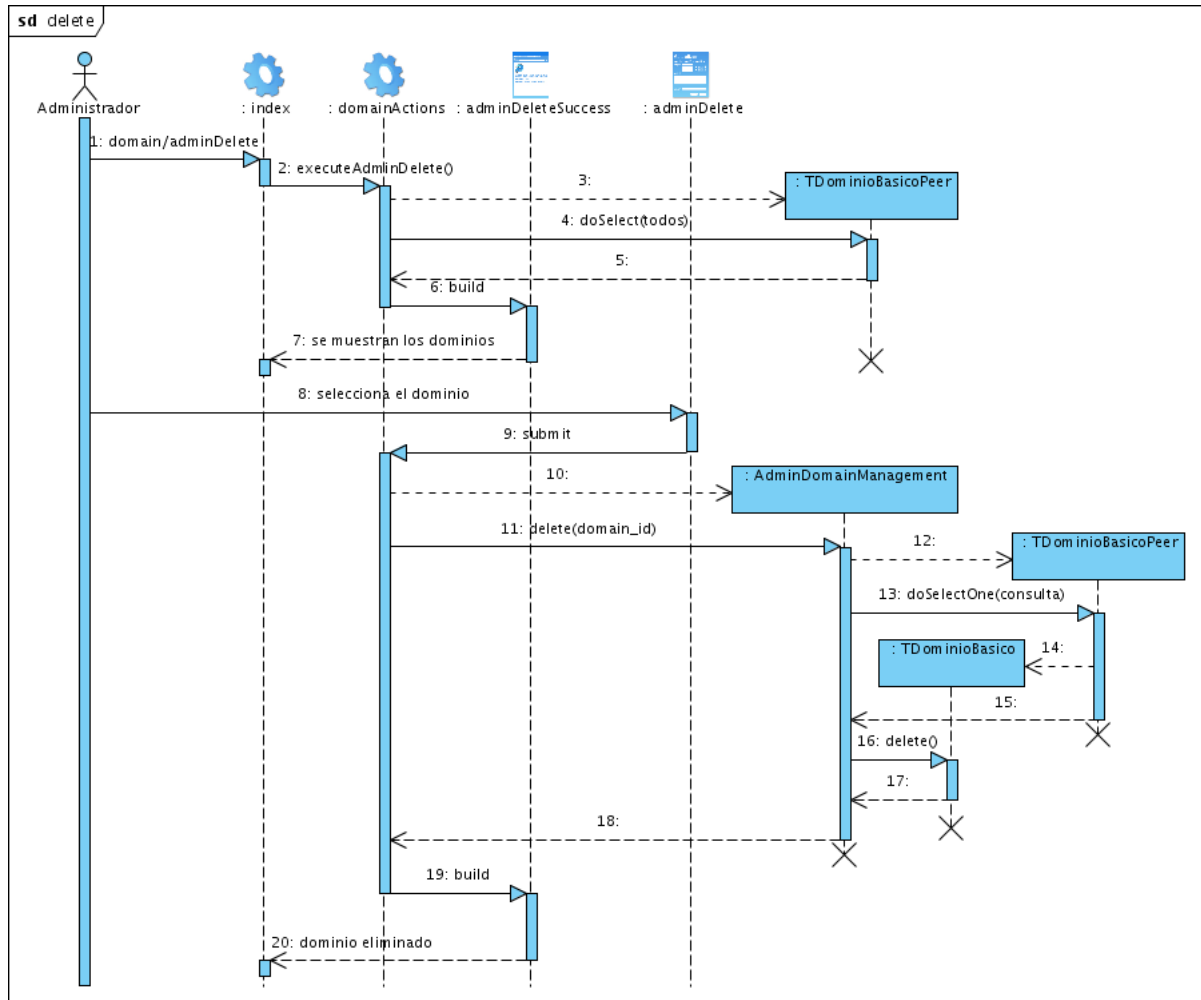 sd delete
Administrador
: index
: domainActions
: adminDeleteSuccess
: adminDelete
1: domain/adminDelete
2: executeAdminDelete()
3:
: TDominioBasicoPeer
4: doSelect(todos)
5:
6: build
7: se muestran los dominios
8: selecciona el dominio
9: submit
10:
: AdminDomainManagement
11: delete(domain_id)
12:
: TDominioBasicoPeer
13: doSelectOne(consulta)
14:
: TDominioBasico
15:
16: delete()
17:
18:
19: build
20: dominio eliminado